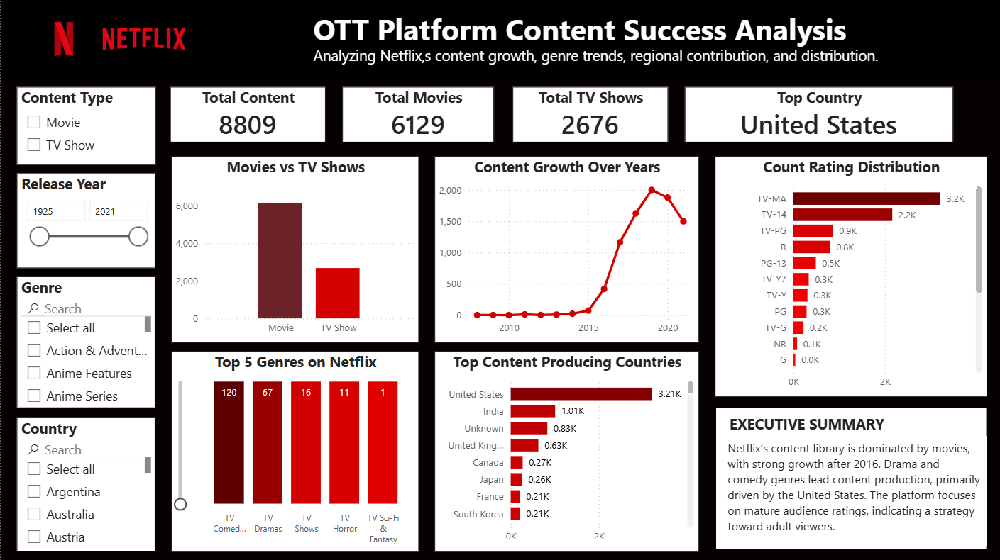 N
NETFLIX
OTT Platform Content Success Analysis
Analyzing Netflix,s content growth, genre trends, regional contribution, and distribution.
Content Type
Movie
TV Show
Release Year
1925
2021
Genre
Search
Select all
Action & Advent...
Anime Features
Anime Series
Country
Search
Select all
Argentina
Australia
Austria
Total Content
8809
Total Movies
6129
Total TV Shows
2676
Top Country
United States
Movies vs TV Shows
6,000
4,000
2,000
0
Movie
TV Show
Content Growth Over Years
2,000
1,500
1,000
500
0
2010
2015
2020
Count Rating Distribution
TV-MA 3.2K
TV-14 2.2K
TV-PG 0.9K
R 0.8K
PG-13 0.5K
TV-Y7 0.3K
TV-Y 0.3K
PG 0.3K
TV-G 0.2K
NR 0.1K
G 0.0K
0K 2K
Top 5 Genres on Netflix
120 67 16 11 1
TV
Comed...
TV
Dramas
TV
Shows
TV
Horror
TV Sci-Fi
&
Fantasy
Top Content Producing Countries
United States 3.21K
India 1.01K
Unknown 0.83K
United King... 0.63K
Canada 0.27K
Japan 0.26K
France 0.21K
South Korea 0.21K
0K 2K
EXECUTIVE SUMMARY
Netflix's content library is dominated by movies,
with strong growth after 2016. Drama and
comedy genres lead content production, primarily
driven by the United States. The platform focuses
on mature audience ratings, indicating a strategy
toward adult viewers.